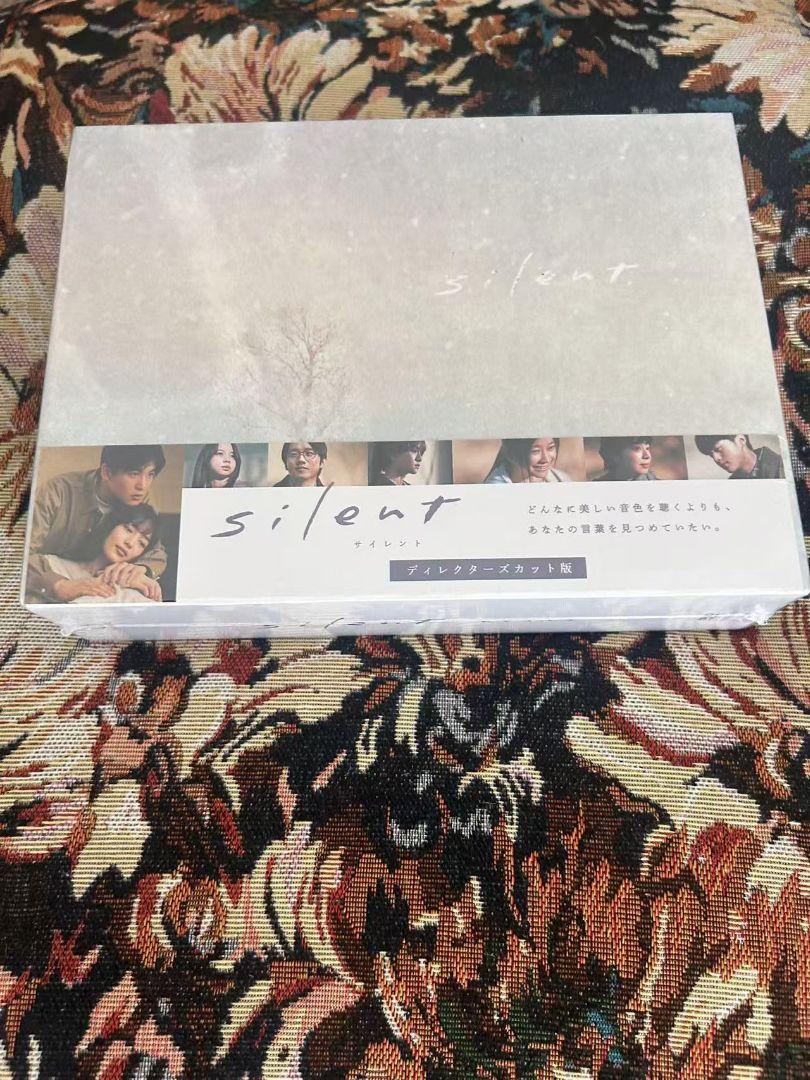 silent
silent
サイレント
どんなに美しい音色を聴くよりも、
あなたの言葉を見つめていたい。
ディレクターズカット版
silent